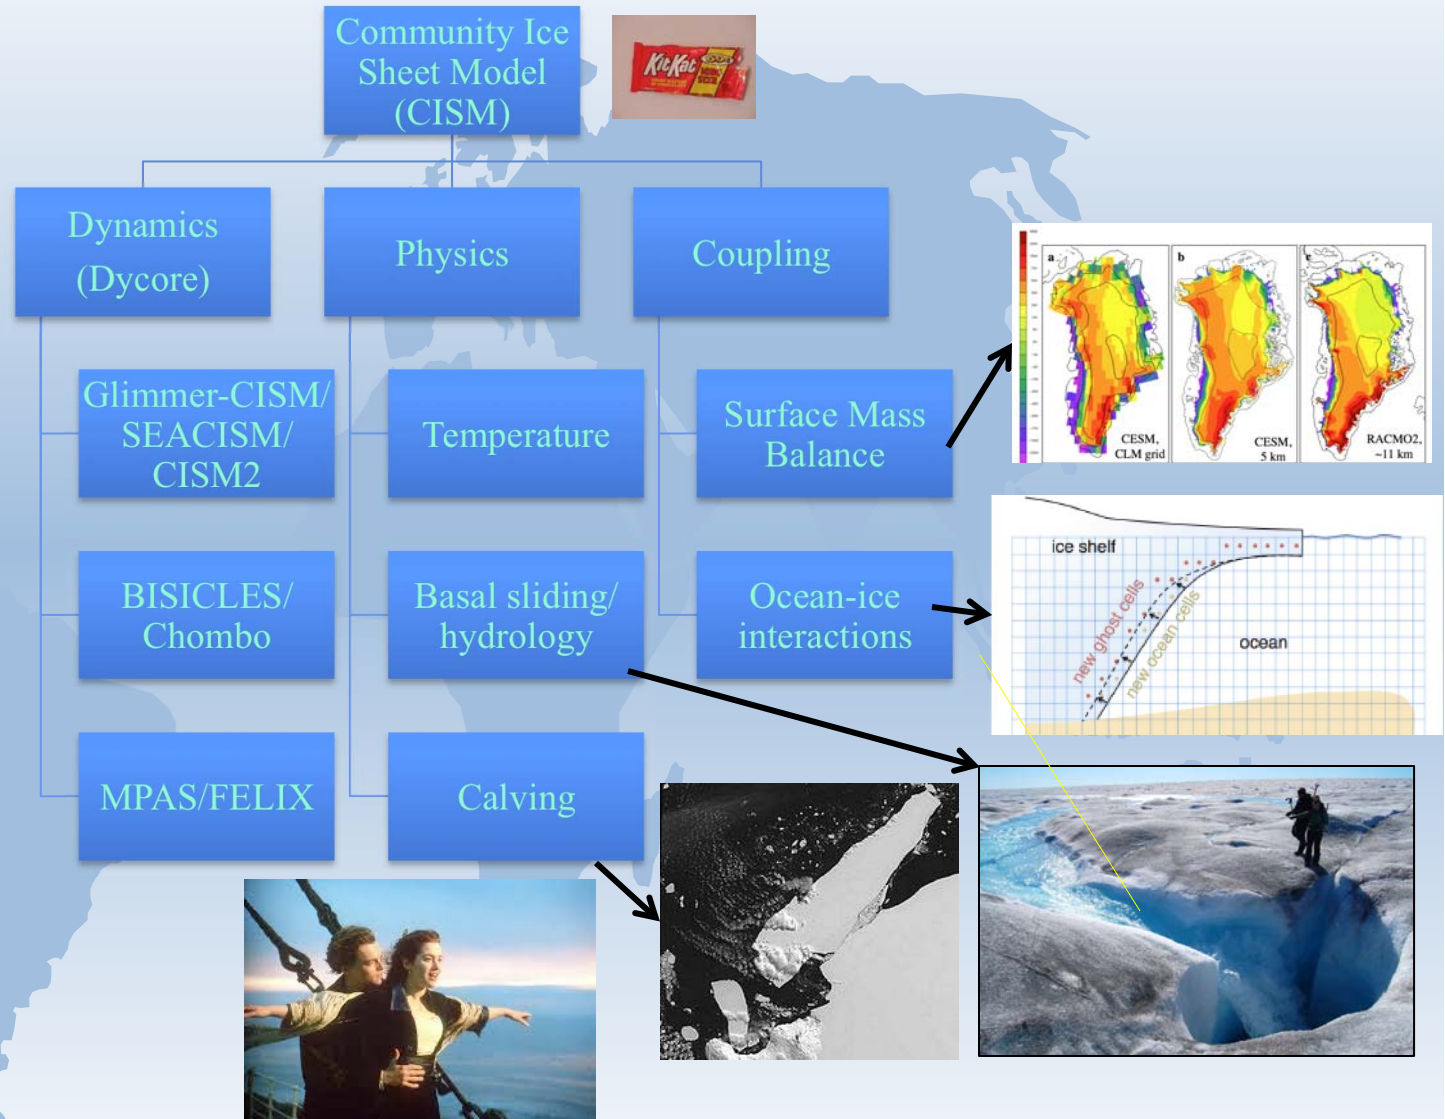 Community Ice
Sheet Model
(CISM)
KitKat
Dynamics
(Dycore)
Physics
Coupling
Glimmer-CISM/
SEACISM/
CISM2
Temperature
Surface Mass
Balance
BISICLES/
Chombo
Basal sliding/
hydrology
Ocean-ice
interactions
MPAS/FELIX
Calving
a
b
c
CESM,
CLM grid
CESM,
5 km
RACMO2,
~11 km
ice shelf
new ghost cells
new ocean cells
ocean